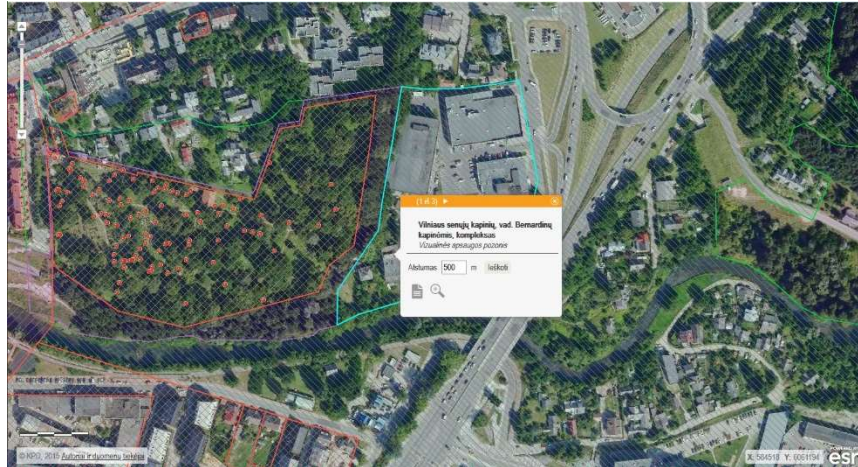 (1 iš 3)
Vilniaus senųjų kapinių, vad. Bernardinų
kapinėmis, kompleksas
Vizualinės apsaugos pozonis
Atstumas 500 m Ieškoti
© KPD, 2015 Autoriai ir duomenų teikėjai
X: 584518 Y: 6061194
esri